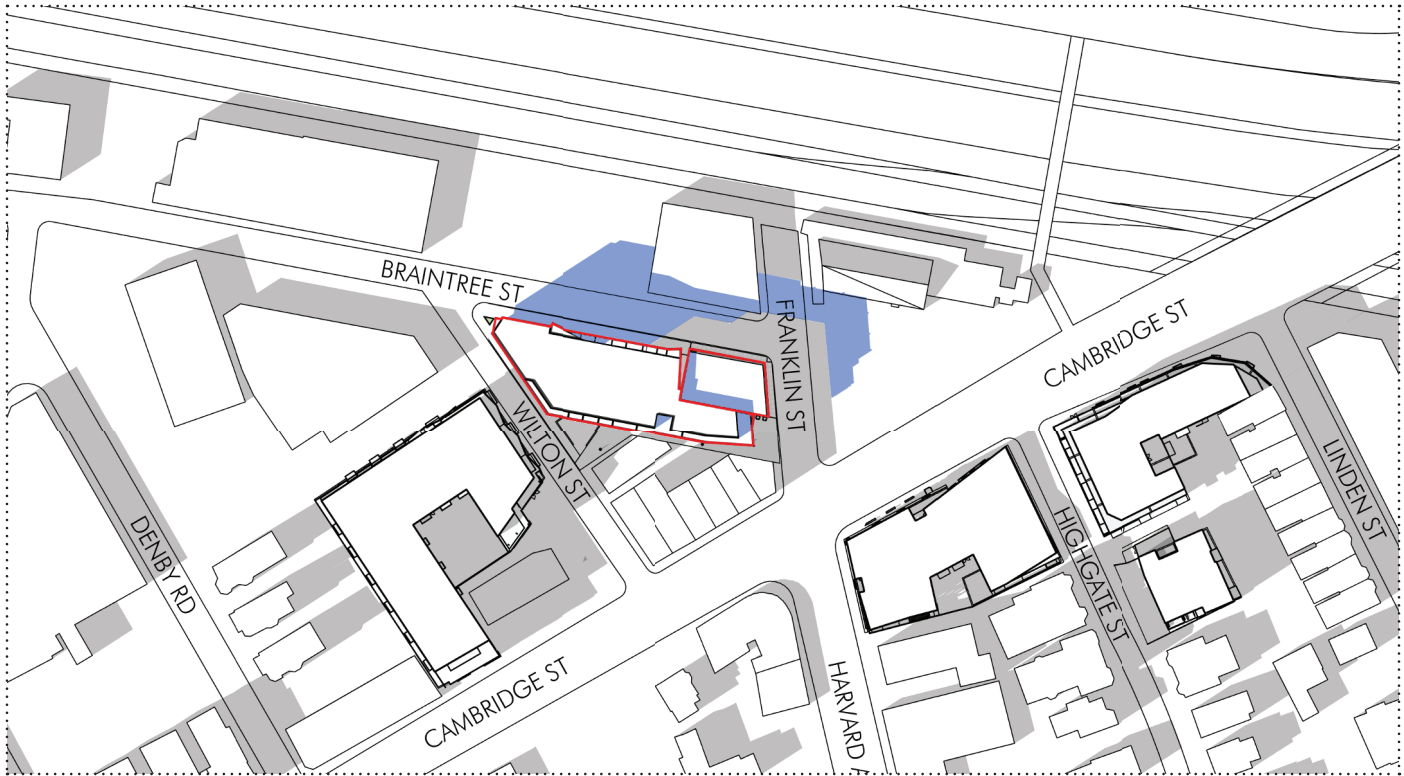 BRAINTREE ST
FRANKLIN ST
CAMBRIDGE ST
WILTON ST
LINDEN ST
DENBY RD
HIGHGATE ST
CAMBRIDGE ST
HARVARD A